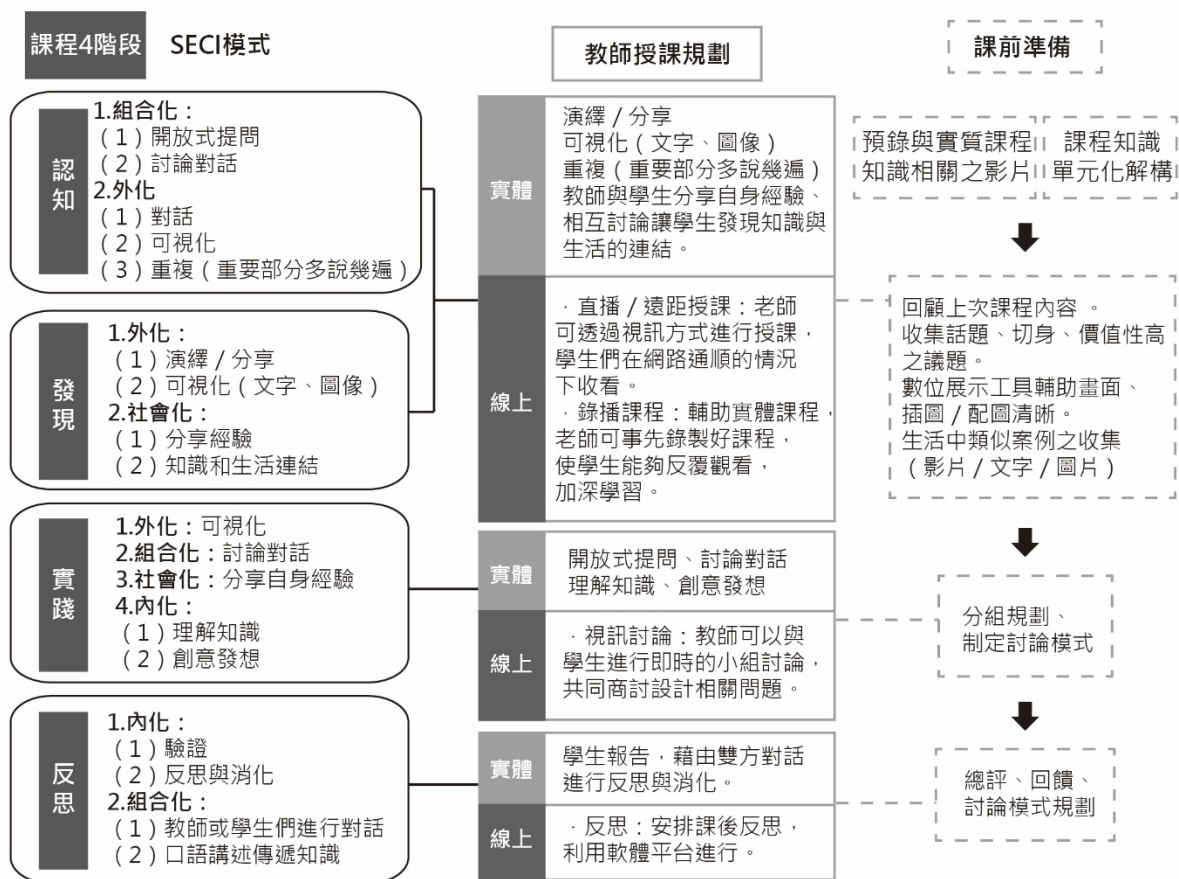 課程4階段
SECI模式
教師授課規劃
課前準備
認知
1.組合化：
（1）開放式提問
（2）討論對話
2.外化
（1）對話
（2）可視化
（3）重複（重要部分多說幾遍）
發現
1.外化：
（1）演繹／分享
（2）可視化（文字、圖像）
2.社會化：
（1）分享經驗
（2）知識和生活連結
實踐
1.外化：可視化
2.組合化：討論對話
3.社會化：分享自身經驗
4.內化：
（1）理解知識
（2）創意發想
反思
1.內化：
（1）驗證
（2）反思與消化
2.組合化：
（1）教師或學生們進行對話
（2）口語講述傳遞知識
實體
演繹／分享
可視化（文字、圖像）
重複（重要部分多說幾遍）
教師與學生分享自身經驗、
相互討論讓學生發現知識與
生活的連結。
線上
．直播／遠距授課：老師
可透過視訊方式進行授課，
學生們在網路通順的情況
下收看。
．錄播課程：輔助實體課程，
老師可事先錄製好課程，
使學生能夠反覆觀看，
加深學習。
實體
開放式提問、討論對話
理解知識、創意發想
線上
．視訊討論：教師可以與
學生進行即時的小組討論，
共同商討設計相關問題。
實體
學生報告，藉由雙方對話
進行反思與消化。
線上
．反思：安排課後反思，
利用軟體平台進行。
預錄與實質課程
知識相關之影片
課程知識
單元化解構
回顧上次課程內容 。
收集話題、切身、價值性高
之議題。
數位展示工具輔助畫面、
插圖／配圖清晰。
生活中類似案例之收集
（影片／文字／圖片）
分組規劃、
制定討論模式
總評、回饋、
討論模式規劃